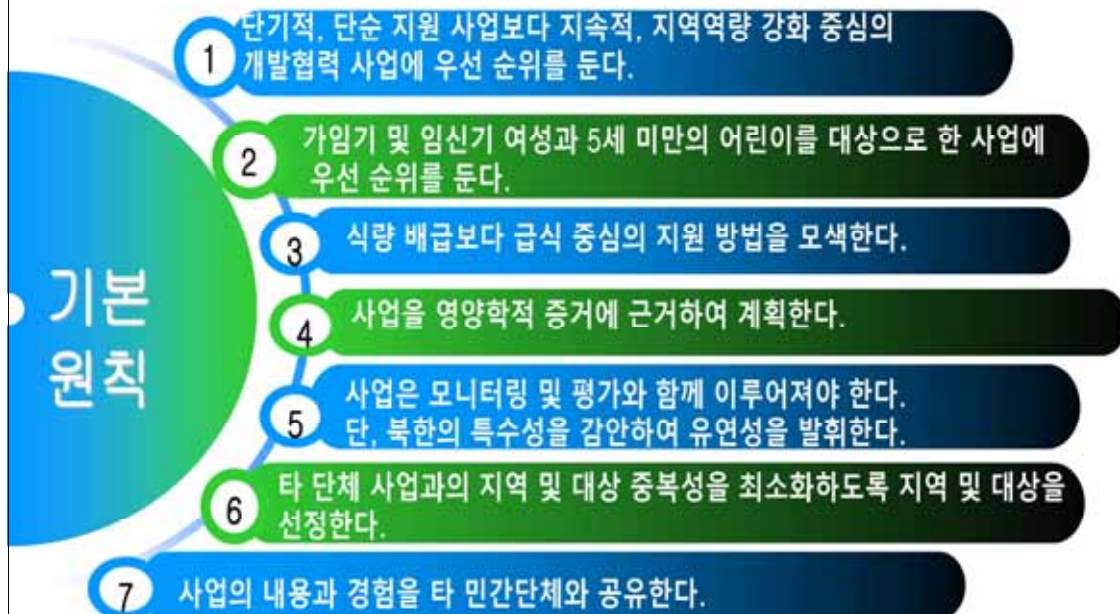 기본
원칙
1
단기적, 단순 지원 사업보다 지속적, 지역역량 강화 중심의
개발협력 사업에 우선 순위를 둔다.
2
가임기 및 임신기 여성과 5세 미만의 어린이를 대상으로 한 사업에
우선 순위를 둔다.
3
식량 배급보다 급식 중심의 지원 방법을 모색한다.
4
사업을 영양학적 증거에 근거하여 계획한다.
5
사업은 모니터링 및 평가와 함께 이루어져야 한다.
단, 북한의 특수성을 감안하여 유연성을 발휘한다.
6
타 단체 사업과의 지역 및 대상 중복성을 최소화하도록 지역 및 대상을
선정한다.
7
사업의 내용과 경험을 타 민간단체와 공유한다.